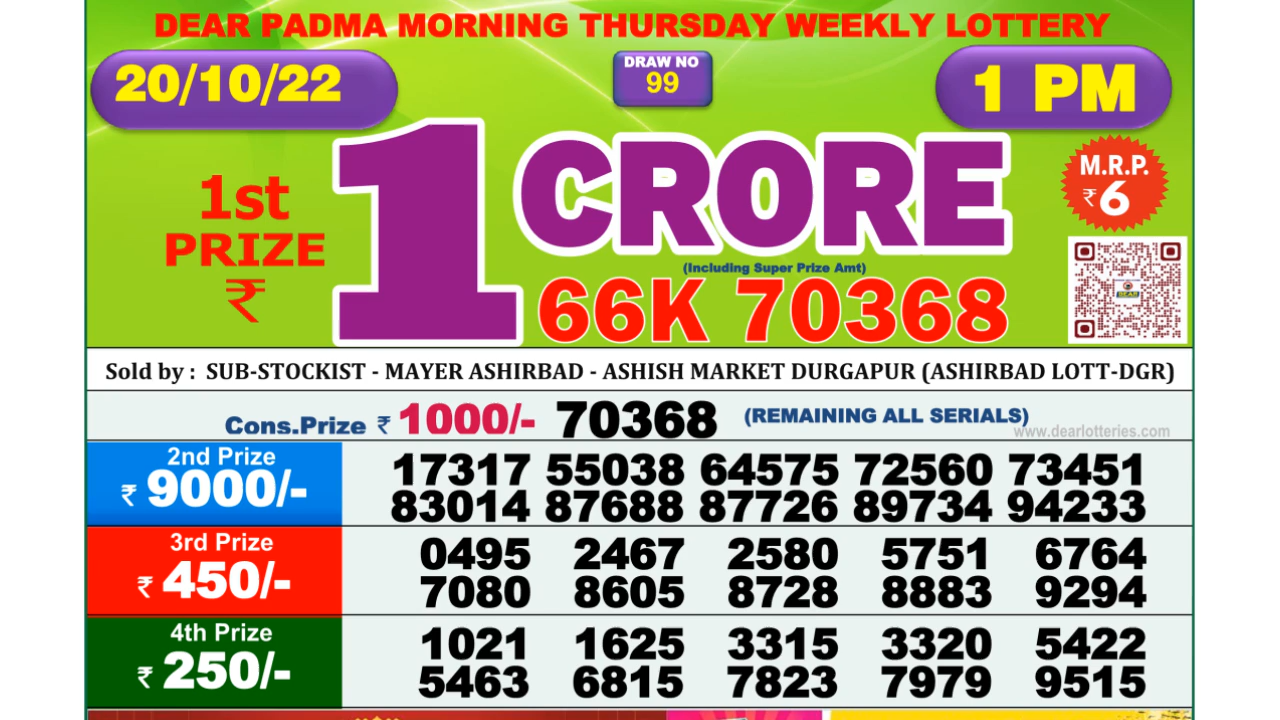 DEAR PADMA MORNING THURSDAY WEEKLY LOTTERY
20/10/22
DRAW NO
99
1 PM
1st
PRIZE
₹
1 CRORE
(Including Super Prize Amt)
66K 70368
M.R.P.
₹6
DEAR
Sold by : SUB-STOCKIST - MAYER ASHIRBAD - ASHISH MARKET DURGAPUR (ASHIRBAD LOTT-DGR)
Cons.Prize ₹ 1000/- 70368 (REMAINING ALL SERIALS)
www.dearlotteries.com
2nd Prize
₹ 9000/-
17317 55038 64575 72560 73451
83014 87688 87726 89734 94233
3rd Prize
₹ 450/-
0495 2467 2580 5751 6764
7080 8605 8728 8883 9294
4th Prize
₹ 250/-
1021 1625 3315 3320 5422
5463 6815 7823 7979 9515